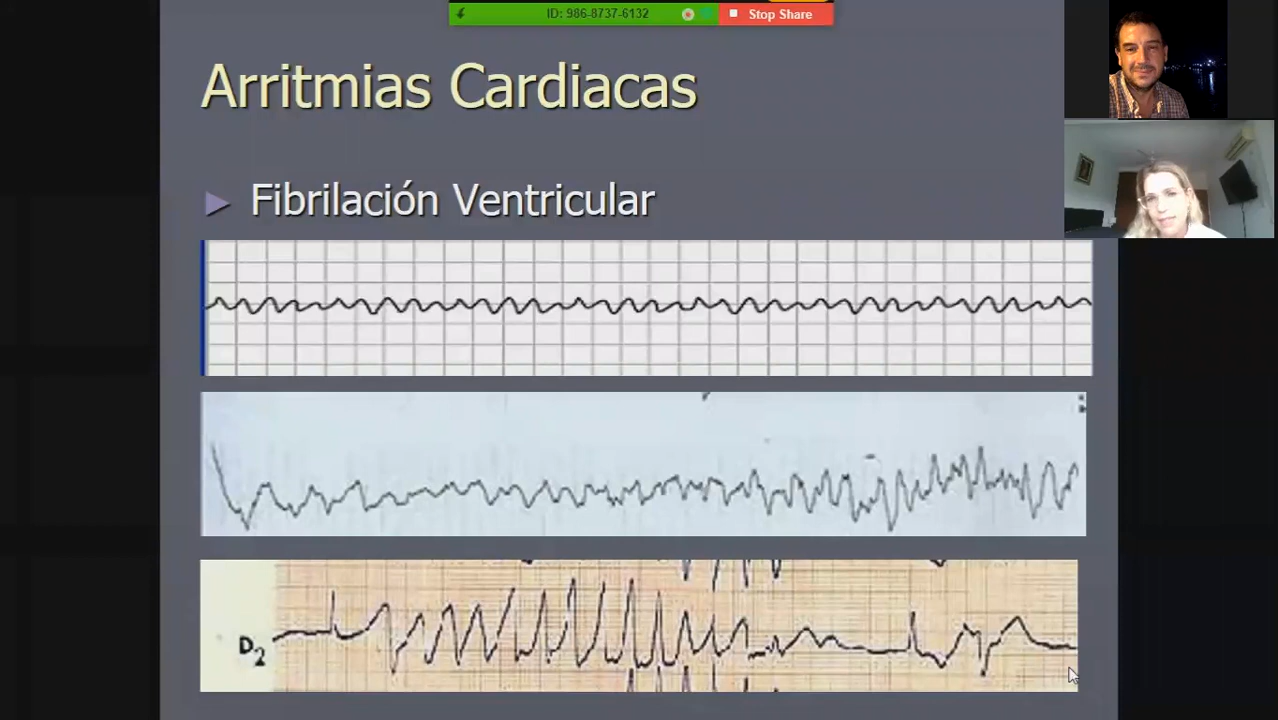 ID: 986-8737-6132
Stop Share
Arritmias Cardiacas
Fibrilación Ventricular
D2